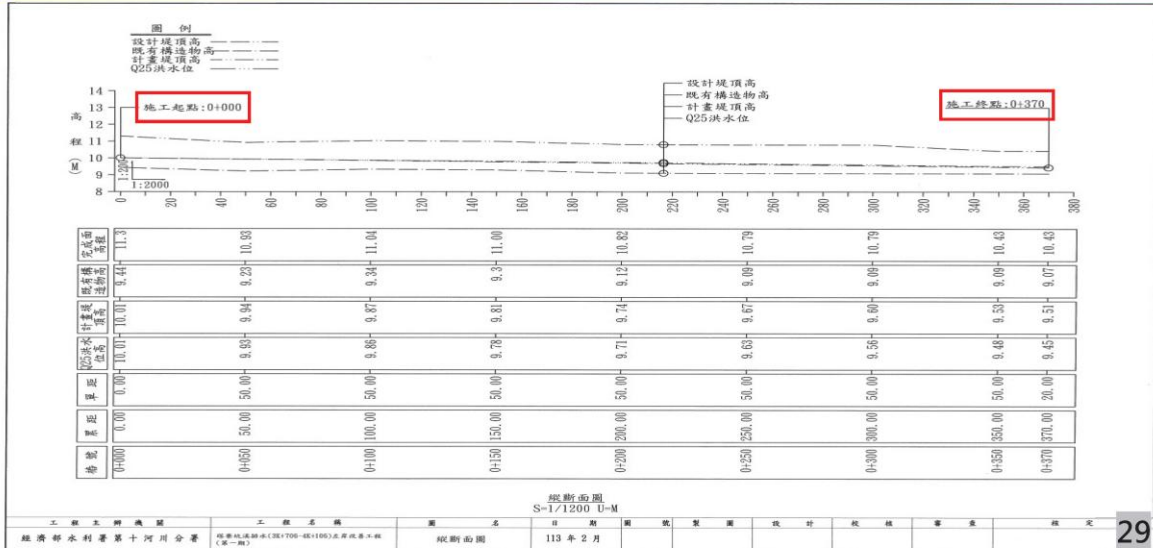 圖 例
設計堤頂高
既有構造物高
計畫堤頂高
Q25洪水位
設計堤頂高
既有構造物高
計畫堤頂高
Q25洪水位
施工起點:0+000
施工終點:0+370
高程(M)
14
13
12
11
10
9
8
1:200
1:2000
0 20 40 60 80 100 120 140 160 180 200 220 240 260 280 300 320 340 360 380
完成面高程 11.3 10.93 11.04 11.00 10.82 10.79 10.79 10.43 10.43
既有構造物高 9.44 9.23 9.34 9.3 9.12 9.09 9.09 9.09 9.07
計畫堤頂高 10.01 9.94 9.87 9.81 9.74 9.67 9.60 9.53 9.51
Q25洪水位高 10.01 9.93 9.86 9.78 9.71 9.63 9.56 9.48 9.45
單距 0.00 50.00 50.00 50.00 50.00 50.00 50.00 50.00 20.00
累距 0.00 50.00 100.00 150.00 200.00 250.00 300.00 350.00 370.00
樁號 0+000 0+050 0+100 0+150 0+200 0+250 0+300 0+350 0+370
縱斷面圖
S=1/1200 U=M
工程主辦機關 工程名稱 圖名 日期 圖號 製圖 設計 校核 審查 核定
經濟部水利署第十河川分署 (第一期) 縱斷面圖 113 年 2 月
29